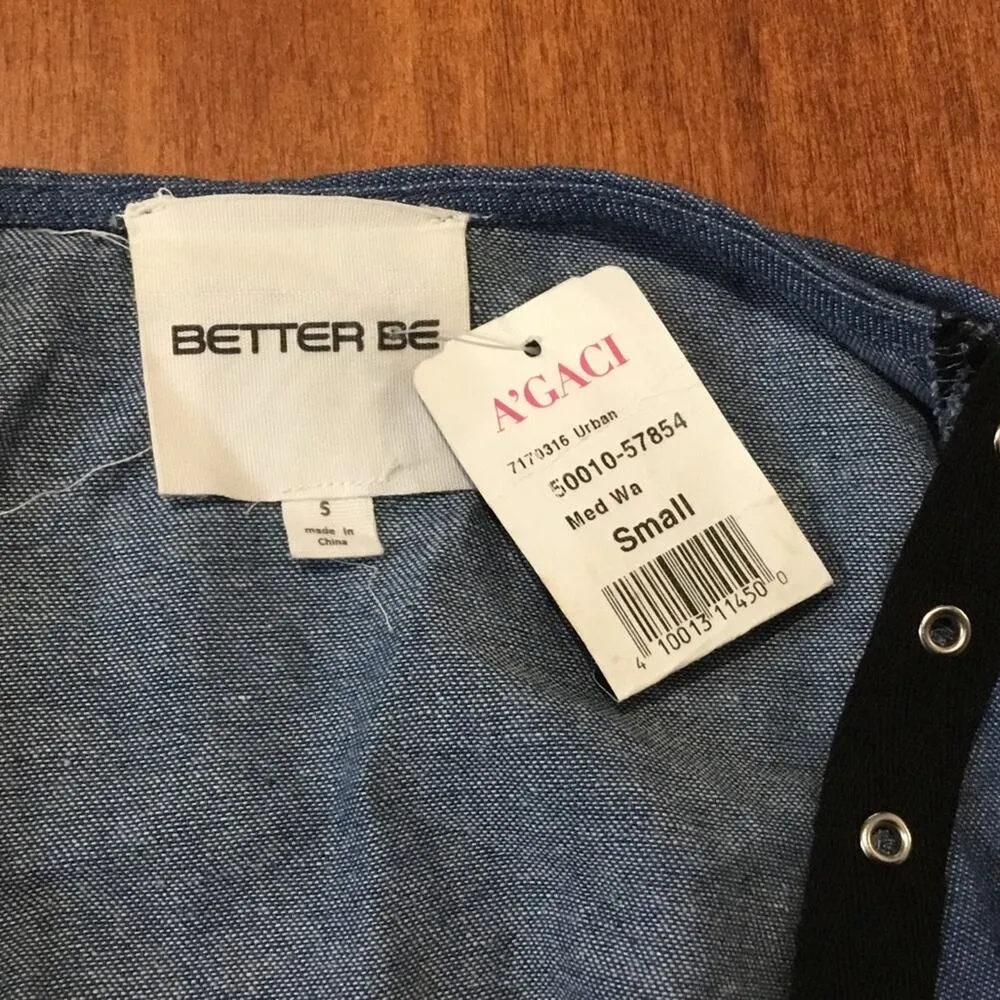 BETTER BE
S
made in
China
A'GACI
7170316 Urban
50010-57854
Med Wa
Small
4 10013 11450 0